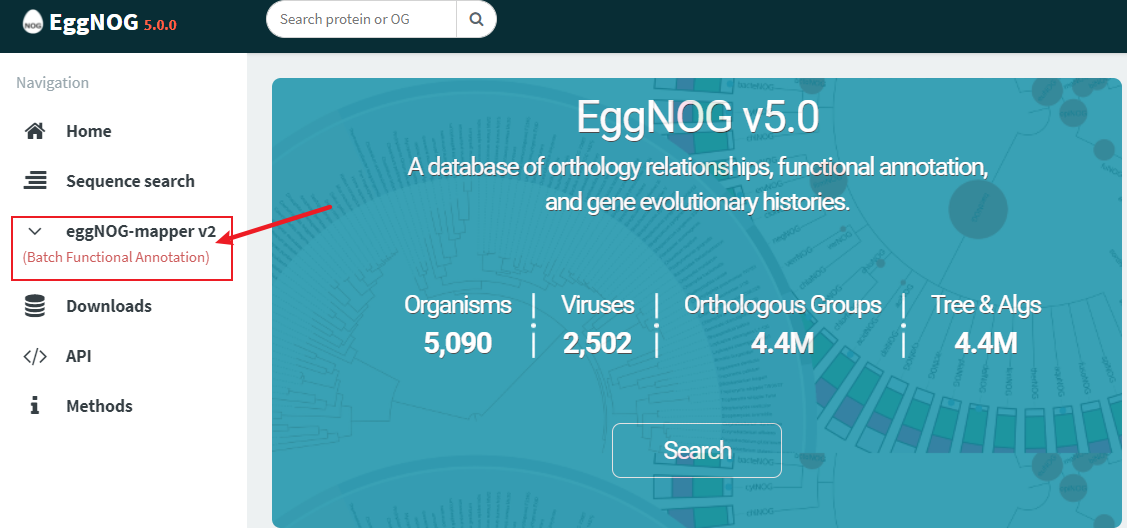 NOG EggNOG 5.0.0
Search protein or OG
Navigation
Home
Sequence search
eggNOG-mapper v2
(Batch Functional Annotation)
Downloads
API
Methods
EggNOG v5.0
A database of orthology relationships, functional annotation,
and gene evolutionary histories.
Organisms
5,090
Viruses
2,502
Orthologous Groups
4.4M
Tree & Algs
4.4M
Search